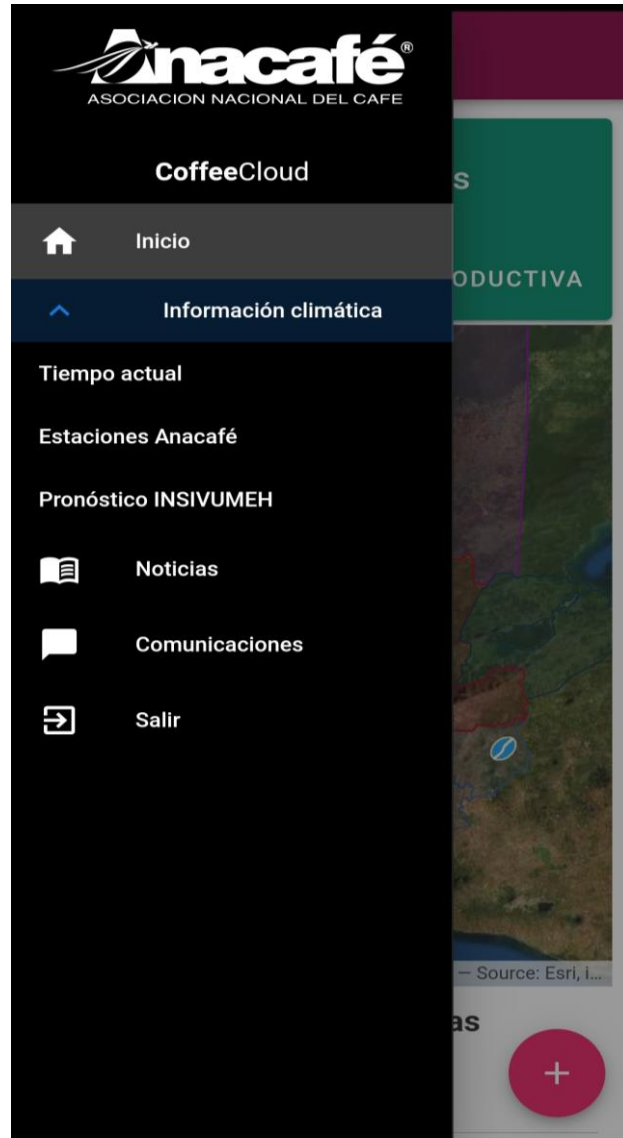 Anacafé®
ASOCIACION NACIONAL DEL CAFE
CoffeeCloud
S
Inicio
ODUCTIVA
Información climática
Tiempo actual
Estaciones Anacafé
Pronóstico INSIVUMEH
Noticias
Comunicaciones
Salir
— Source: Esri, i...
as
+